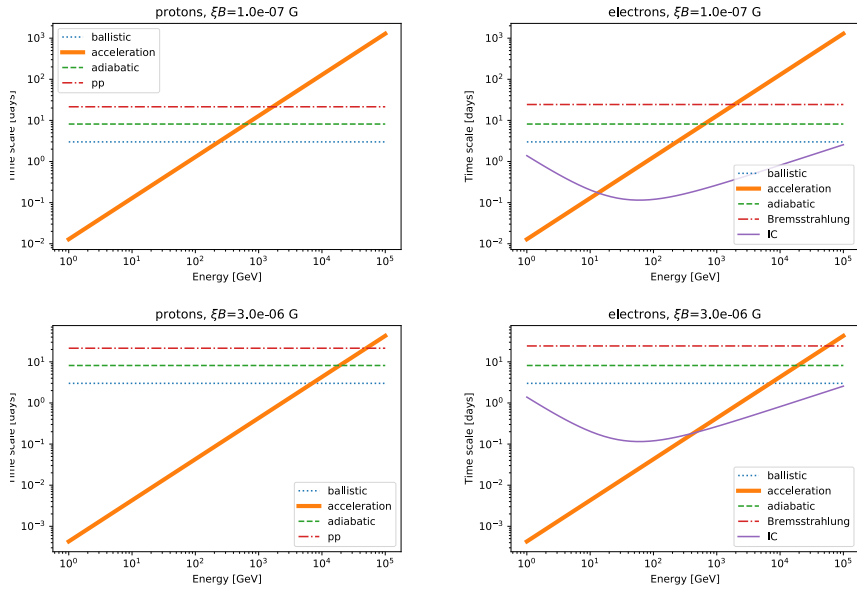 protons, ξB=1.0e-07 G
10³
10²
10¹
10⁰
10⁻¹
10⁻²
Time scale [days]
ballistic
acceleration
adiabatic
pp
10⁰ 10¹ 10² 10³ 10⁴ 10⁵
Energy [GeV]
electrons, ξB=1.0e-07 G
10³
10²
10¹
10⁰
10⁻¹
10⁻²
Time scale [days]
ballistic
acceleration
adiabatic
Bremsstrahlung
IC
10⁰ 10¹ 10² 10³ 10⁴ 10⁵
Energy [GeV]
protons, ξB=3.0e-06 G
10¹
10⁰
10⁻¹
10⁻²
10⁻³
Time scale [days]
ballistic
acceleration
adiabatic
pp
10⁰ 10¹ 10² 10³ 10⁴ 10⁵
Energy [GeV]
electrons, ξB=3.0e-06 G
10¹
10⁰
10⁻¹
10⁻²
10⁻³
Time scale [days]
ballistic
acceleration
adiabatic
Bremsstrahlung
IC
10⁰ 10¹ 10² 10³ 10⁴ 10⁵
Energy [GeV]